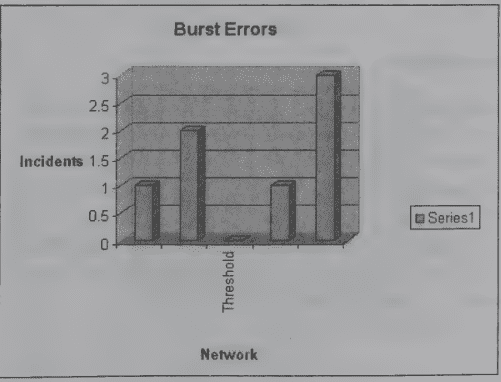 Burst Errors
3
2.5
2
Incidents 1.5
1
0.5
0
Series1
Threshold
Network